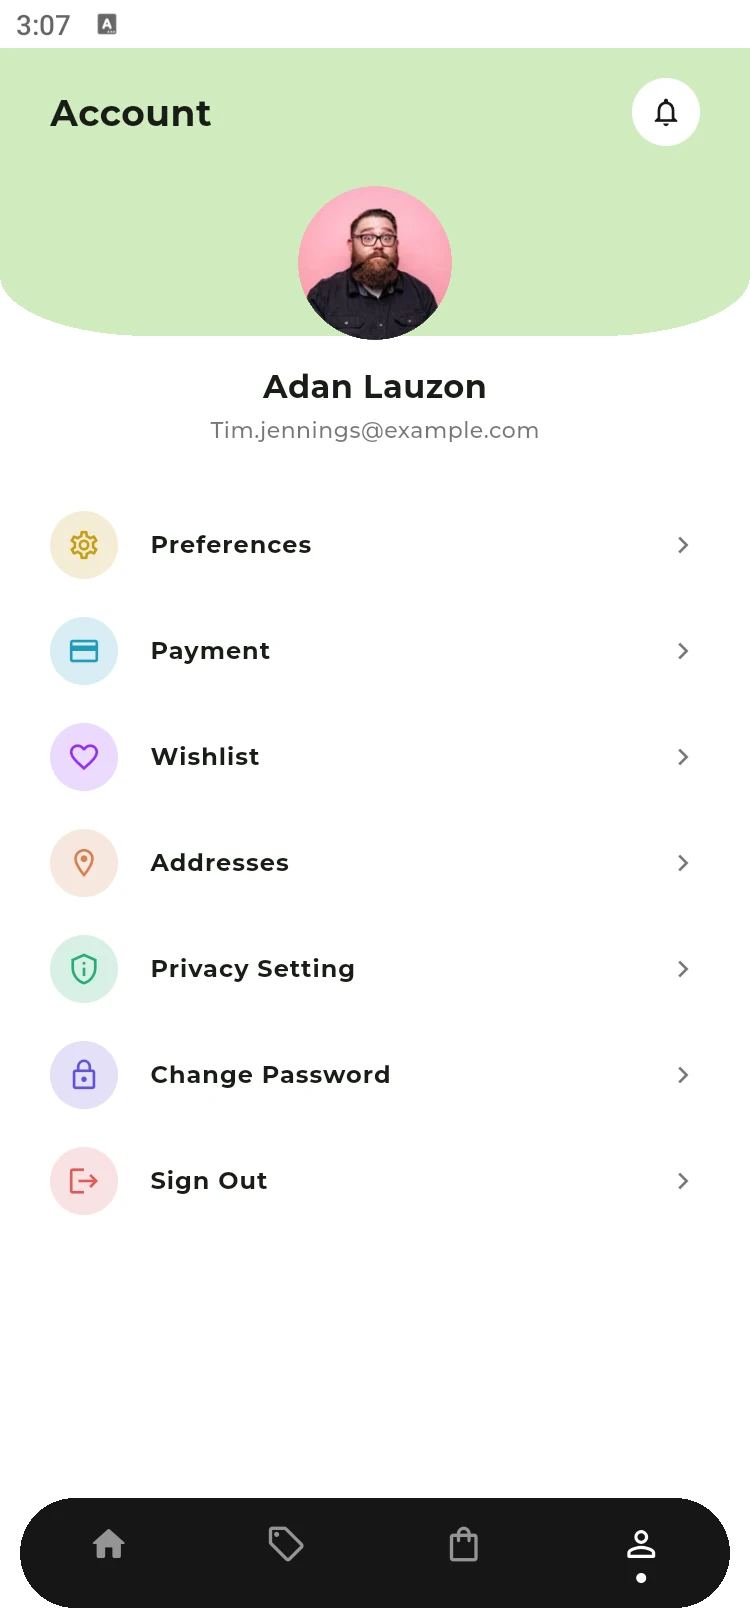 3:07
Account
Adan Lauzon
Tim.jennings@example.com
Preferences
Payment
Wishlist
Addresses
Privacy Setting
Change Password
Sign Out